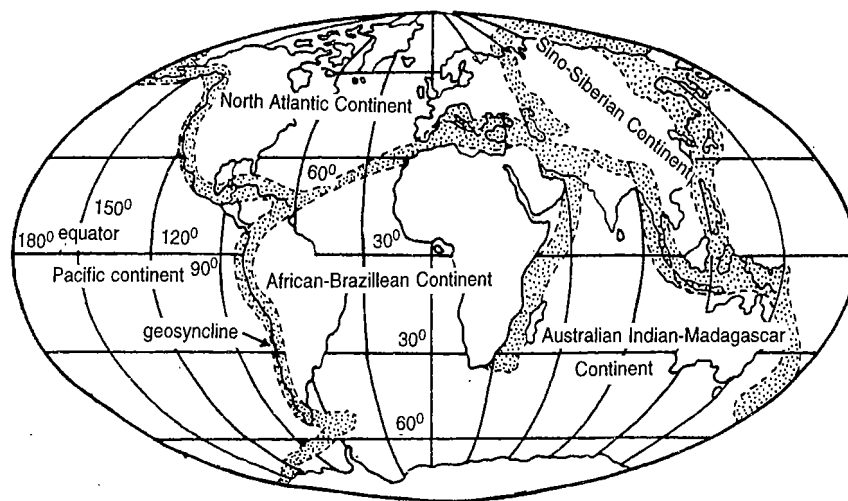 Sino-Siberian Continent
North Atlantic Continent
60⁰
150⁰
equator
180⁰
120⁰
30⁰
Pacific continent
90⁰
African-Brazillean Continent
geosyncline
30⁰
Australian Indian-Madagascar
Continent
60⁰